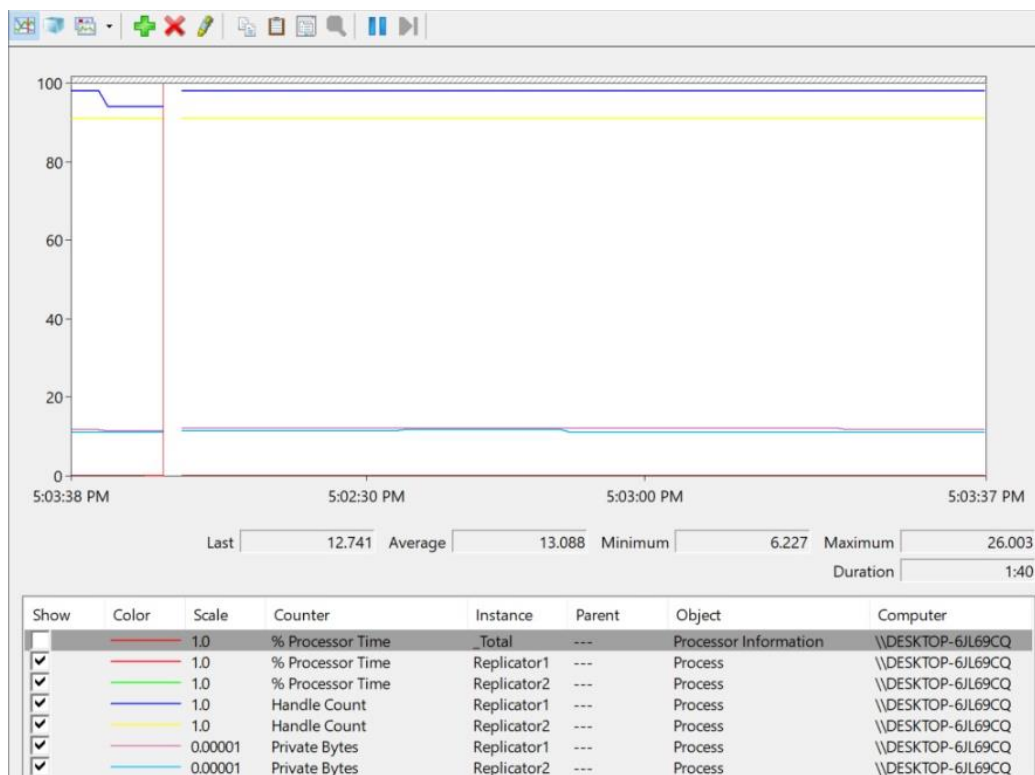 100
80
60
40
20
0
5:03:38 PM 5:02:30 PM 5:03:00 PM 5:03:37 PM
Last 12.741 Average 13.088 Minimum 6.227 Maximum 26.003
Duration 1:40
Show Color Scale Counter Instance Parent Object Computer
1.0 % Processor Time _Total --- Processor Information \\DESKTOP-6JL69CQ
1.0 % Processor Time Replicator1 --- Process \\DESKTOP-6JL69CQ
1.0 % Processor Time Replicator2 --- Process \\DESKTOP-6JL69CQ
1.0 Handle Count Replicator1 --- Process \\DESKTOP-6JL69CQ
1.0 Handle Count Replicator2 --- Process \\DESKTOP-6JL69CQ
0.00001 Private Bytes Replicator1 --- Process \\DESKTOP-6JL69CQ
0.00001 Private Bytes Replicator2 --- Process \\DESKTOP-6JL69CQ